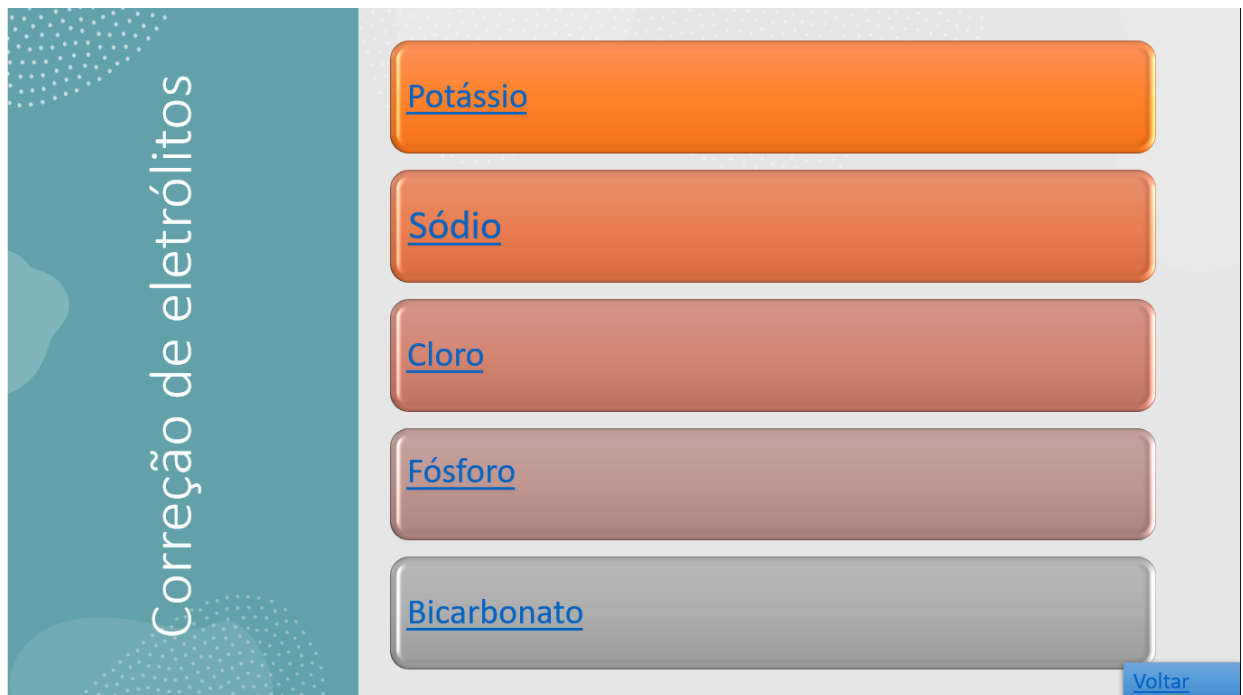 Correção de eletrólitos
Potássio
Sódio
Cloro
Fósforo
Bicarbonato
Voltar